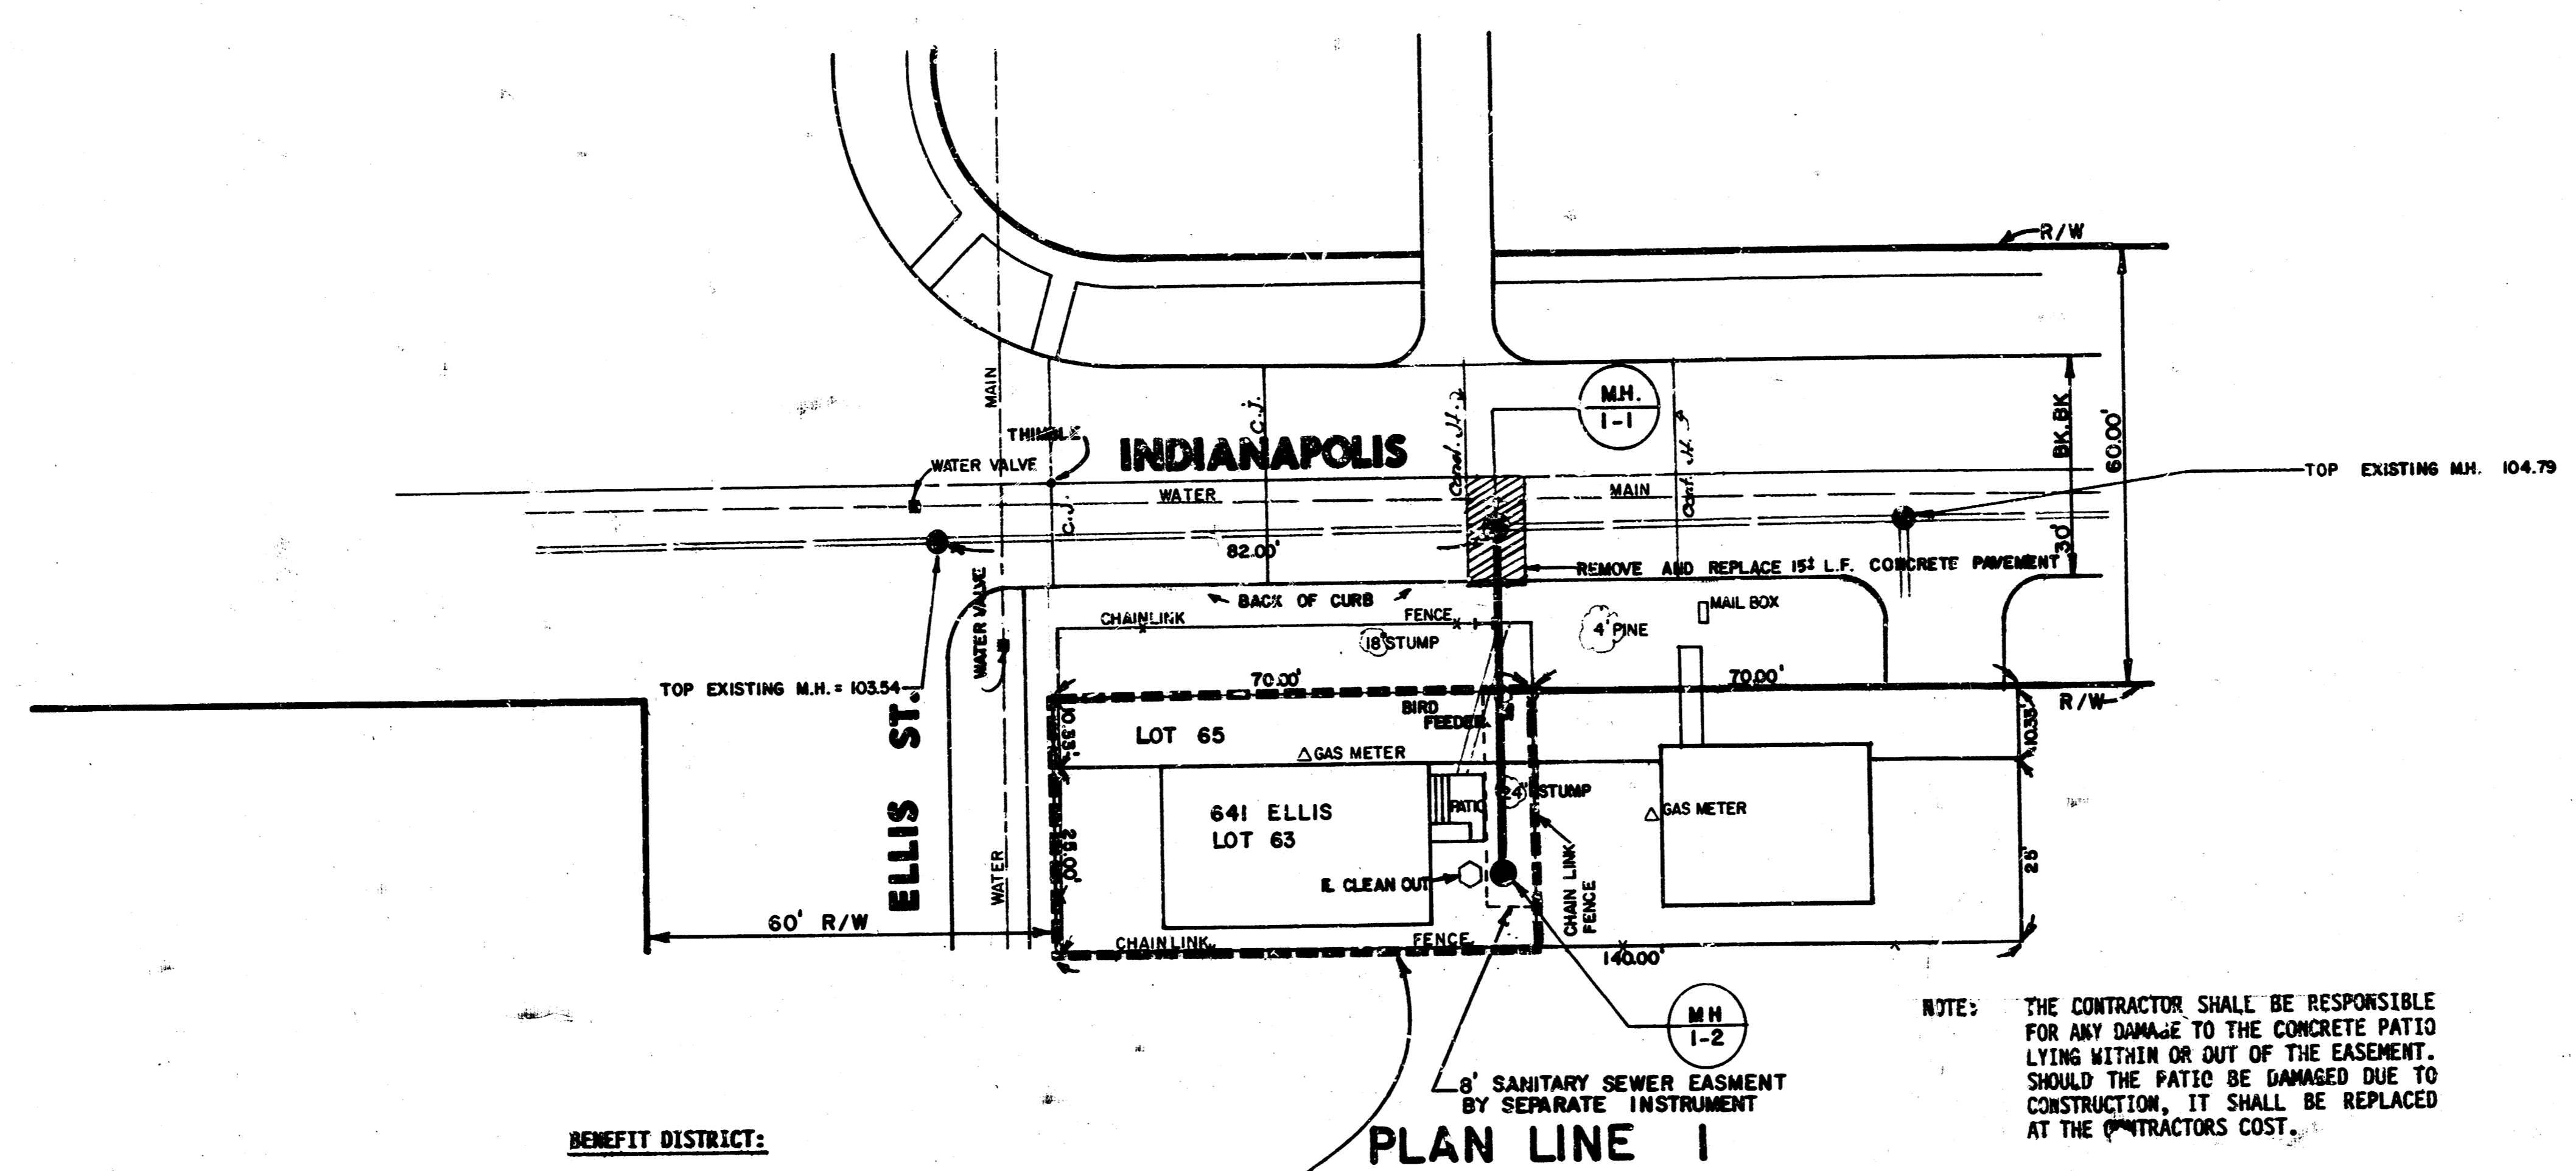 R/W
M.H.
1-1
MAIN
C.J.
BK.BK
60.00'
THIMBLE
INDIANAPOLIS
WATER VALVE
TOP EXISTING M.H. 104.79
WATER
MAIN
C.J.
82.00'
30'
REMOVE AND REPLACE 15± L.F. CONCRETE PAVEMENT
BACK OF CURB
MAIL BOX
WATER VALVE
CHAINLINK
FENCE
18" STUMP
4' PINE
TOP EXISTING M.H. = 103.54
70.00'
70.00'
R/W
BIRD
FEEDER
10.33'
10.33'
LOT 65
ELLIS ST.
GAS METER
PATIO
24" STUMP
641 ELLIS
LOT 63
GAS METER
25.00'
25'
WATER
CLEAN OUT
CHAIN LINK
FENCE
60' R/W
CHAINLINK
FENCE
140.00'
MH
1-2
8' SANITARY SEWER EASMENT
BY SEPARATE INSTRUMENT
PLAN LINE 1
BENEFIT DISTRICT:
NOTE: THE CONTRACTOR SHALL BE RESPONSIBLE
FOR ANY DAMAGE TO THE CONCRETE PATIO
LYING WITHIN OR OUT OF THE EASEMENT.
SHOULD THE PATIO BE DAMAGED DUE TO
CONSTRUCTION, IT SHALL BE REPLACED
AT THE CONTRACTORS COST.